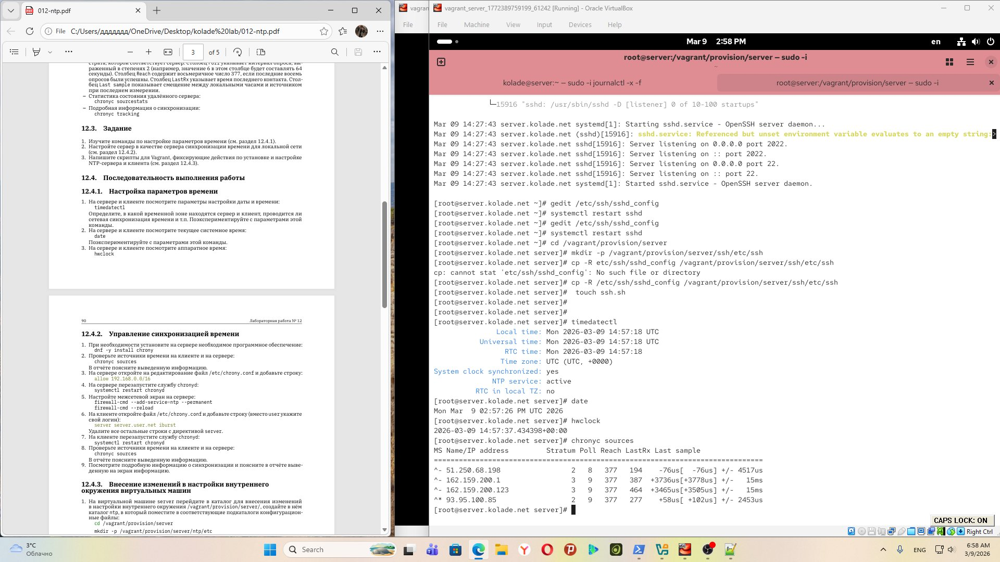 012-ntp.pdf
File C:/Users/ддддддд/OneDrive/Desktop/kolade%20lab/012-ntp.pdf
3 of 5
страта, которой соответствует сервер. Столбец Poll указывает интервал опроса, вы-
раженный в степенях 2 (например, значение 6 в этом столбце будет составлять 64
секунды). Столбец Reach содержит восьмеричное число 377, если последние восемь
опросов были успешны. Столбец LastRx указывает время последнего контакта. Стол-
бец Last sample показывает смещение между локальными часами и источником
при последнем измерении.
– Статистика состояния удалённого сервера:
chronyc sourcestats
– Подробная информация о синхронизации:
chronyc tracking
12.3. Задание
1. Изучите команды по настройке параметров времени (см. раздел 12.4.1).
2. Настройте сервер в качестве сервера синхронизации времени для локальной сети
(см. раздел 12.4.2).
3. Напишите скрипты для Vagrant, фиксирующие действия по установке и настройке
NTP-сервера и клиента (см. раздел 12.4.3).
12.4. Последовательность выполнения работы
12.4.1. Настройка параметров времени
1. На сервере и клиенте посмотрите параметры настройки даты и времени:
timedatectl
Определите, в какой временной зоне находятся сервер и клиент, проводится ли
сетевая синхронизация времени и т.п. Поэкспериментируйте с параметрами этой
команды.
2. На сервере и клиенте посмотрите текущее системное время:
date
Поэкспериментируйте с параметрами этой команды.
3. На сервере и клиенте посмотрите аппаратное время:
hwclock
90 Лабораторная работа № 12
12.4.2. Управление синхронизацией времени
1. При необходимости установите на сервере необходимое программное обеспечение:
dnf -y install chrony
2. Проверьте источники времени на клиенте и на сервере:
chronyc sources
В отчёте поясните выведенную информацию.
3. На сервере откройте на редактирование файл /etc/chrony.conf и добавьте строку:
allow 192.168.0.0/16
4. На сервере перезапустите службу chronyd:
systemctl restart chronyd
5. Настройте межсетевой экран на сервере:
firewall-cmd --add-service=ntp --permanent
firewall-cmd --reload
6. На клиенте откройте файл /etc/chrony.conf и добавьте строку (вместо user укажите
свой логин):
server server.user.net iburst
Удалите все остальные строки с директивой server.
7. На клиенте перезапустите службу chronyd:
systemctl restart chronyd
8. Проверьте источники времени на клиенте и на сервере:
chronyc sources
В отчёте поясните выведенную информацию.
9. Посмотрите подробную информацию о синхронизации и поясните в отчёте выве-
денную на экран информацию.
12.4.3. Внесение изменений в настройки внутреннего
окружения виртуальных машин
1. На виртуальной машине server перейдите в каталог для внесения изменений
в настройки внутреннего окружения /vagrant/provision/server/, создайте в нём
каталог ntp, в который поместите в соответствующие подкаталоги конфигурацион-
ные файлы:
cd /vagrant/provision/server
mkdir -p /vagrant/provision/server/ntp/etc
vagran
File
vagrant_server_1772389759199_61242 [Running] - Oracle VirtualBox
File Machine View Input Devices Help
Mar 9 2:58 PM en
root@server:/vagrant/provision/server — sudo -i
~
kolade@server:~ — sudo -i journalctl -x -f
root@server:/vagrant/provision/server — sudo -i
└─15916 "sshd: /usr/sbin/sshd -D [listener] 0 of 10-100 startups"
Mar 09 14:27:43 server.kolade.net systemd[1]: Starting sshd.service - OpenSSH server daemon...
Mar 09 14:27:43 server.kolade.net (sshd)[15916]: sshd.service: Referenced but unset environment variable evaluates to an empty string:>
Mar 09 14:27:43 server.kolade.net sshd[15916]: Server listening on 0.0.0.0 port 2022.
Mar 09 14:27:43 server.kolade.net sshd[15916]: Server listening on :: port 2022.
Mar 09 14:27:43 server.kolade.net sshd[15916]: Server listening on 0.0.0.0 port 22.
Mar 09 14:27:43 server.kolade.net sshd[15916]: Server listening on :: port 22.
Mar 09 14:27:43 server.kolade.net systemd[1]: Started sshd.service - OpenSSH server daemon.
[root@server.kolade.net ~]# gedit /etc/ssh/sshd_config
[root@server.kolade.net ~]# systemctl restart sshd
[root@server.kolade.net ~]# gedit /etc/ssh/sshd_config
[root@server.kolade.net ~]# systemctl restart sshd
[root@server.kolade.net ~]# cd /vagrant/provision/server
[root@server.kolade.net server]# mkdir -p /vagrant/provision/server/ssh/etc/ssh
[root@server.kolade.net server]# cp -R etc/ssh/sshd_config /vagrant/provision/server/ssh/etc/ssh
cp: cannot stat 'etc/ssh/sshd_config': No such file or directory
[root@server.kolade.net server]# cp -R /etc/ssh/sshd_config /vagrant/provision/server/ssh/etc/ssh
[root@server.kolade.net server]#  touch ssh.sh
[root@server.kolade.net server]#
[root@server.kolade.net server]#
[root@server.kolade.net server]# timedatectl
Local time: Mon 2026-03-09 14:57:18 UTC
Universal time: Mon 2026-03-09 14:57:18 UTC
RTC time: Mon 2026-03-09 14:57:18
Time zone: UTC (UTC, +0000)
System clock synchronized: yes
NTP service: active
RTC in local TZ: no
[root@server.kolade.net server]# date
Mon Mar  9 02:57:26 PM UTC 2026
[root@server.kolade.net server]# hwclock
2026-03-09 14:57:37.434398+00:00
[root@server.kolade.net server]# chronyc sources
MS Name/IP address         Stratum Poll Reach LastRx Last sample
===============================================================================
^- 51.250.68.198                 2   8   377   194    -76us[  -76us] +/- 4517us
^- 162.159.200.1                 3   9   377   387  +3736us[+3778us] +/-   15ms
^- 162.159.200.123               3   9   377   464  +3465us[+3505us] +/-   15ms
^* 93.95.100.85                  2   9   377   277    +58us[ +102us] +/- 2453us
[root@server.kolade.net server]#
CAPS LOCK: ON
Right Ctrl
3°C
Облачно
Search
ENG
6:58 AM
3/9/2026